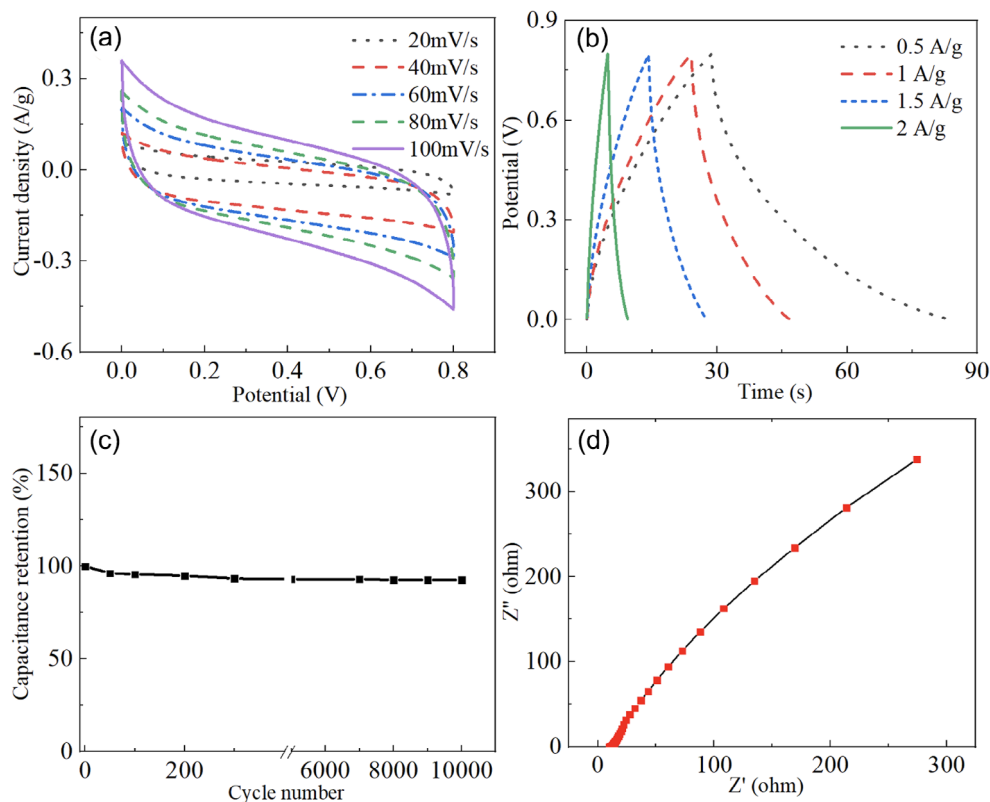 (a)
20mV/s
40mV/s
60mV/s
80mV/s
100mV/s
0.3
0.0
-0.3
-0.6
Current density (A/g)
0.0 0.2 0.4 0.6 0.8
Potential (V)
(b)
0.5 A/g
1 A/g
1.5 A/g
2 A/g
0.9
0.6
0.3
0.0
Potential (V)
0 30 60 90
Time (s)
(c)
150
100
50
0
Capacitance retention (%)
0 200 6000 8000 10000
Cycle number
(d)
300
200
100
0
Z" (ohm)
0 100 200 300
Z' (ohm)